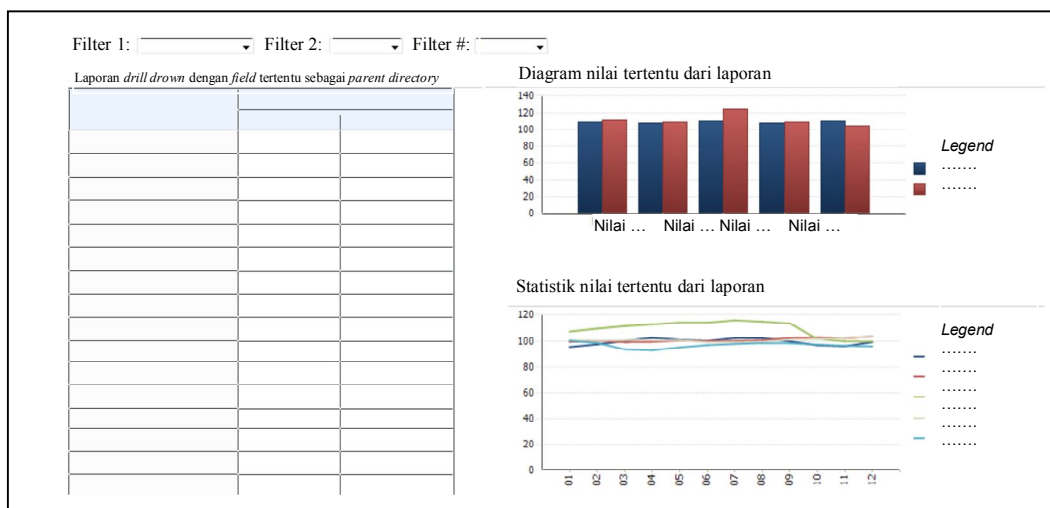 Filter 1: Filter 2: Filter #:
Laporan drill drown dengan field tertentu sebagai parent directory
Diagram nilai tertentu dari laporan
140
120
100
80
60
40
20
0
Nilai … Nilai … Nilai … Nilai …
Legend
.......
.......
Statistik nilai tertentu dari laporan
120
100
80
60
40
20
0
01 02 03 04 05 06 07 08 09 10 11 12
Legend
.......
.......
.......
.......
.......